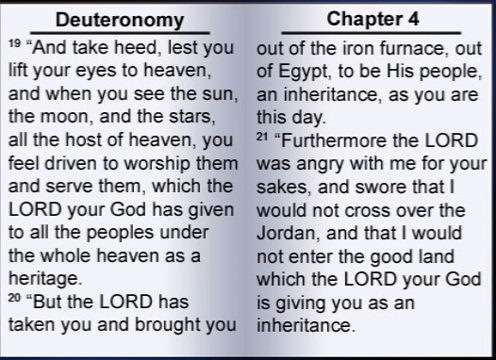 Deuteronomy
¹⁹ “And take heed, lest you
lift your eyes to heaven,
and when you see the sun,
the moon, and the stars,
all the host of heaven, you
feel driven to worship them
and serve them, which the
LORD your God has given
to all the peoples under
the whole heaven as a
heritage.
²⁰ “But the LORD has
taken you and brought you
Chapter 4
out of the iron furnace, out
of Egypt, to be His people,
an inheritance, as you are
this day.
²¹ “Furthermore the LORD
was angry with me for your
sakes, and swore that I
would not cross over the
Jordan, and that I would
not enter the good land
which the LORD your God
is giving you as an
inheritance.